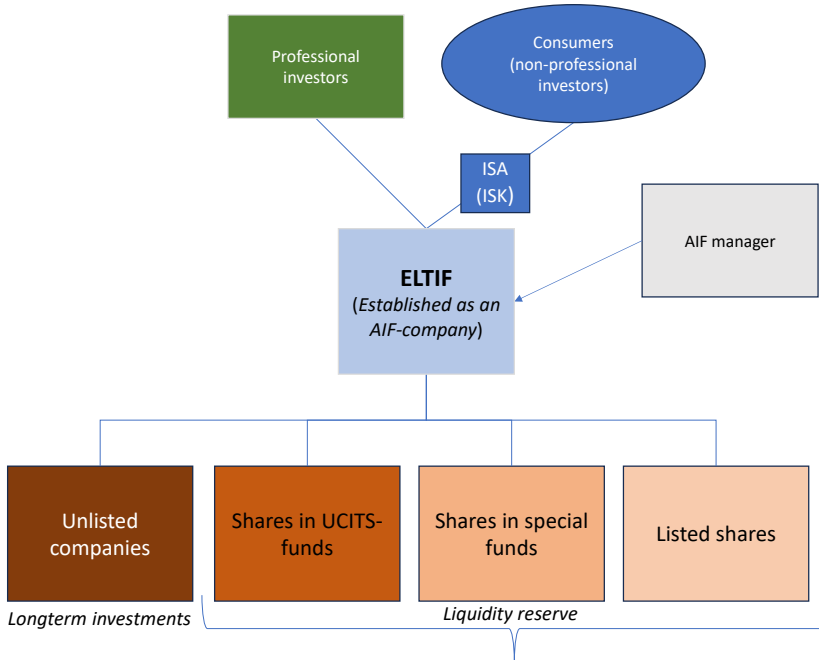 Professional
investors
Consumers
(non-professional
investors)
ISA
(ISK)
AIF manager
ELTIF
(Established as an
AIF-company)
Unlisted
companies
Shares in UCITS-
funds
Shares in special
funds
Listed shares
Longterm investments
Liquidity reserve